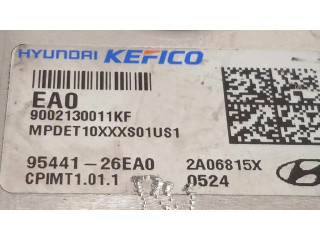 HYUNDAI KEFICO
EA0
9002130011KF
MPDET10XXXS01US1
95441-26EA0 2A06815X
CPIMT1.01.1 0524